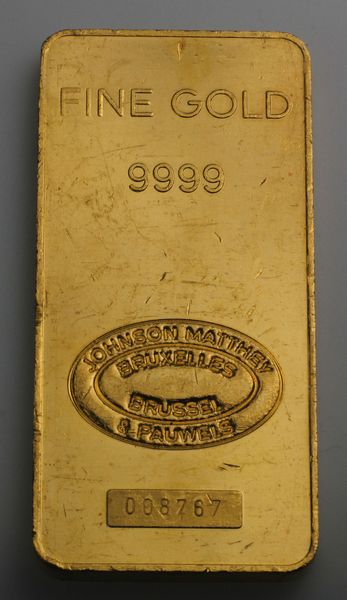 FINE GOLD
9999
JOHNSON MATTHEY
BRUXELLES
BRUSSEL
& PAUWELS
008767